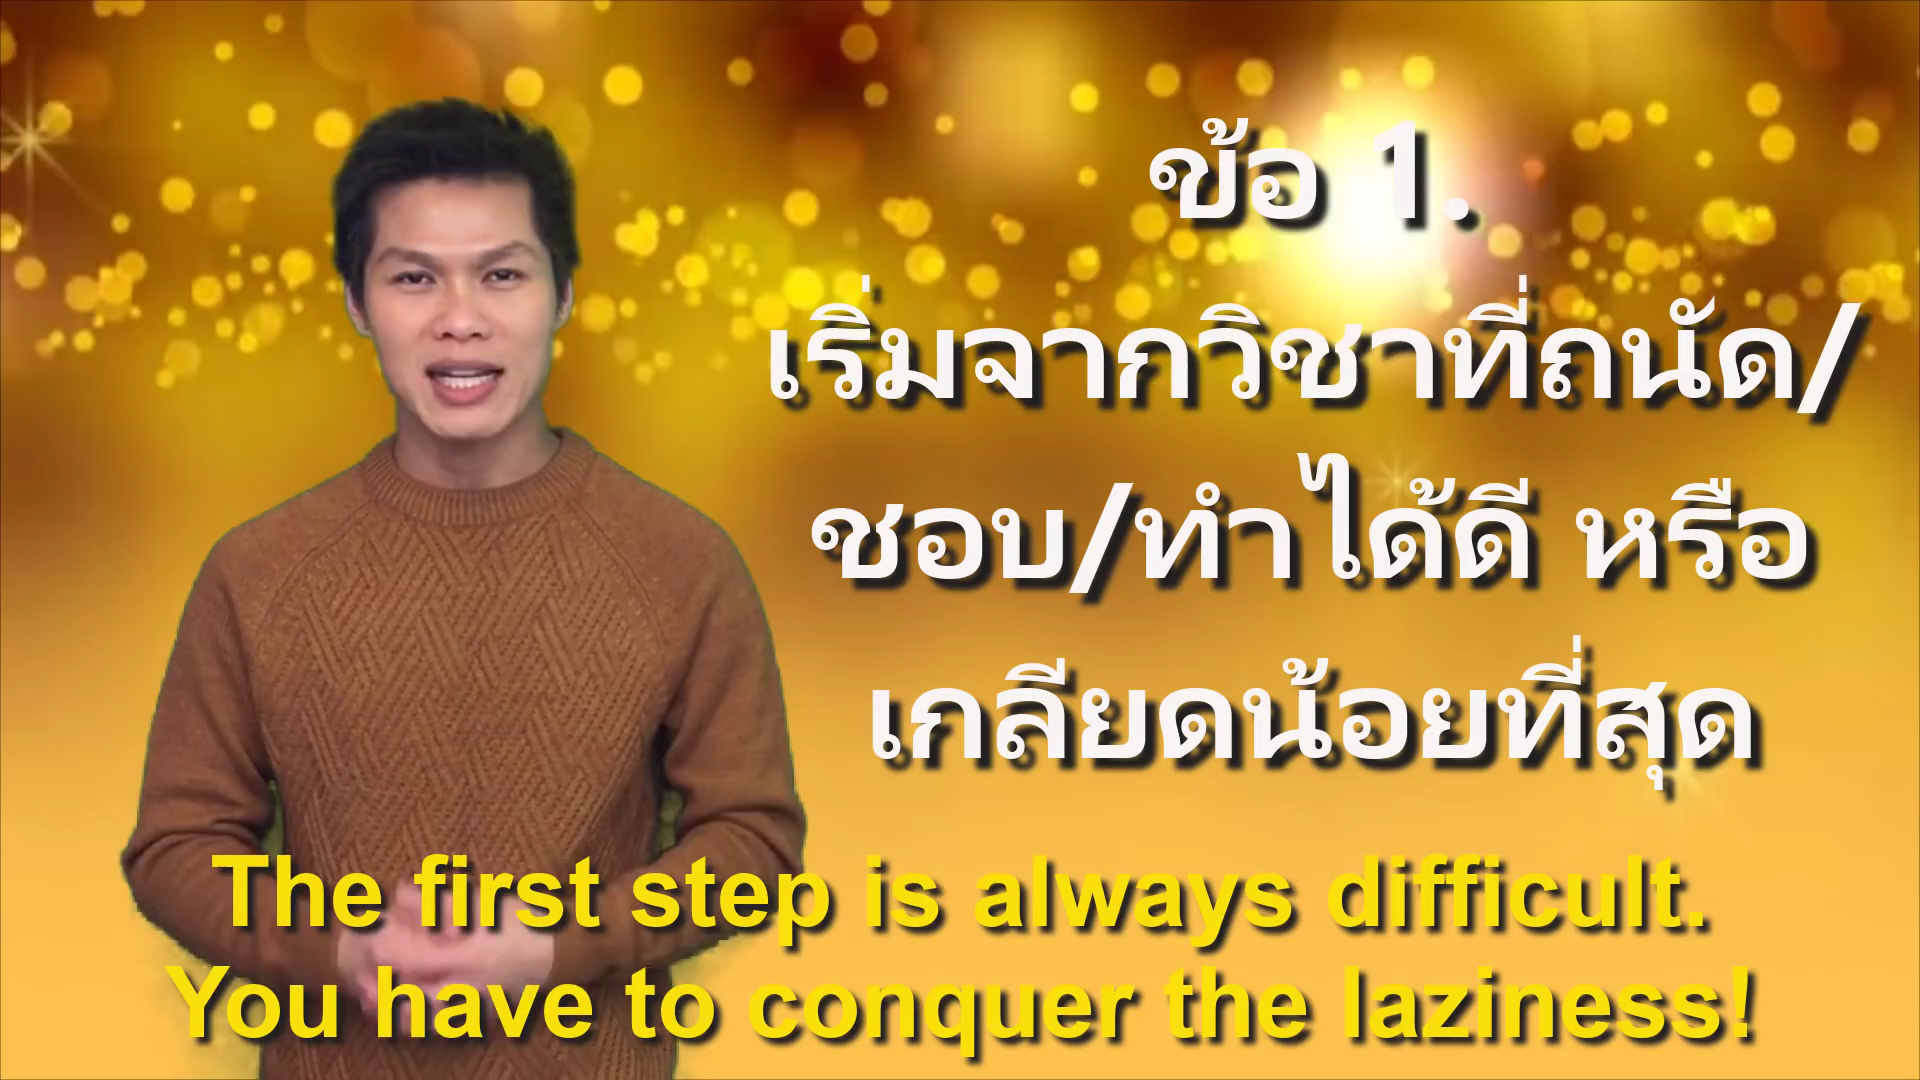 ข้อ 1.
เริ่มจากวิชาที่ถนัด/
ชอบ/ทำได้ดี หรือ
เกลียดน้อยที่สุด
The first step is always difficult.
You have to conquer the laziness!